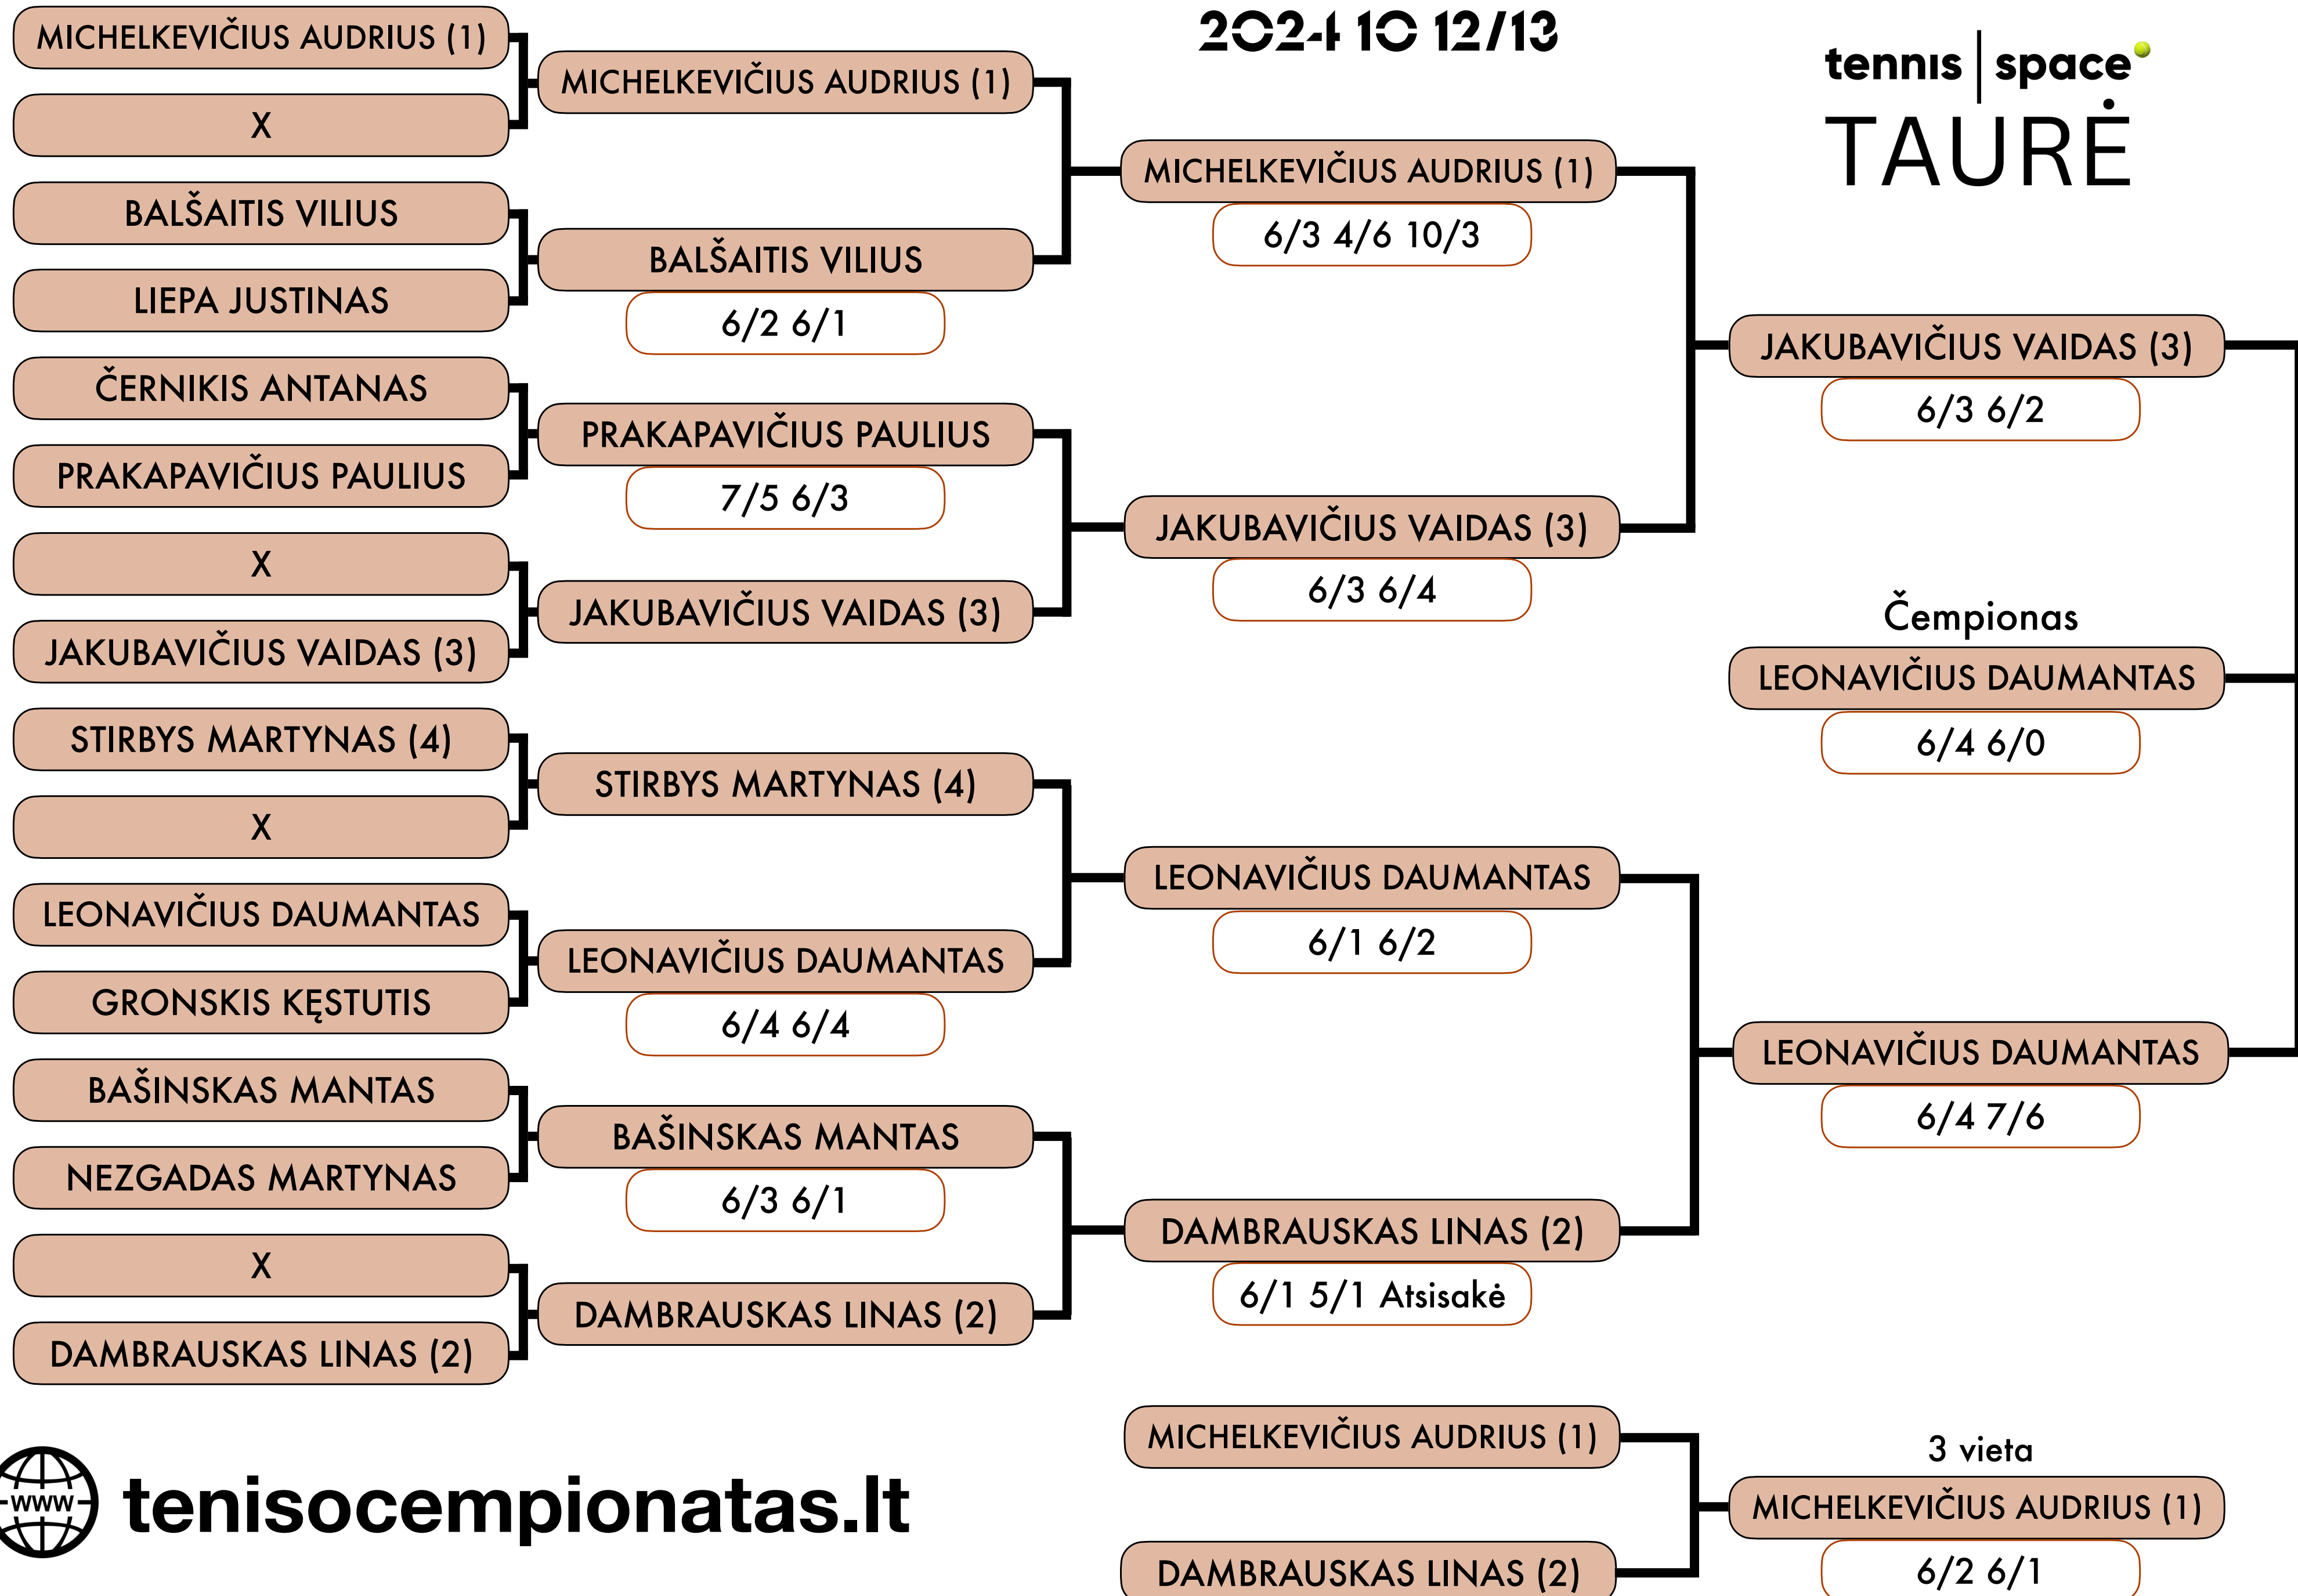 2024 10 12/13
tennis | space
TAURĖ
MICHELKEVIČIUS AUDRIUS (1)
X
BALŠAITIS VILIUS
LIEPA JUSTINAS
ČERNIKIS ANTANAS
PRAKAPAVIČIUS PAULIUS
X
JAKUBAVIČIUS VAIDAS (3)
STIRBYS MARTYNAS (4)
X
LEONAVIČIUS DAUMANTAS
GRONSKIS KĘSTUTIS
BAŠINSKAS MANTAS
NEZGADAS MARTYNAS
X
DAMBRAUSKAS LINAS (2)
MICHELKEVIČIUS AUDRIUS (1)
BALŠAITIS VILIUS
6/2 6/1
PRAKAPAVIČIUS PAULIUS
7/5 6/3
JAKUBAVIČIUS VAIDAS (3)
STIRBYS MARTYNAS (4)
LEONAVIČIUS DAUMANTAS
6/4 6/4
BAŠINSKAS MANTAS
6/3 6/1
DAMBRAUSKAS LINAS (2)
MICHELKEVIČIUS AUDRIUS (1)
6/3 4/6 10/3
JAKUBAVIČIUS VAIDAS (3)
6/3 6/4
LEONAVIČIUS DAUMANTAS
6/1 6/2
DAMBRAUSKAS LINAS (2)
6/1 5/1 Atsisakė
JAKUBAVIČIUS VAIDAS (3)
6/3 6/2
Čempionas
LEONAVIČIUS DAUMANTAS
6/4 6/0
LEONAVIČIUS DAUMANTAS
6/4 7/6
MICHELKEVIČIUS AUDRIUS (1)
DAMBRAUSKAS LINAS (2)
3 vieta
MICHELKEVIČIUS AUDRIUS (1)
6/2 6/1
www
tenisocempionatas.lt